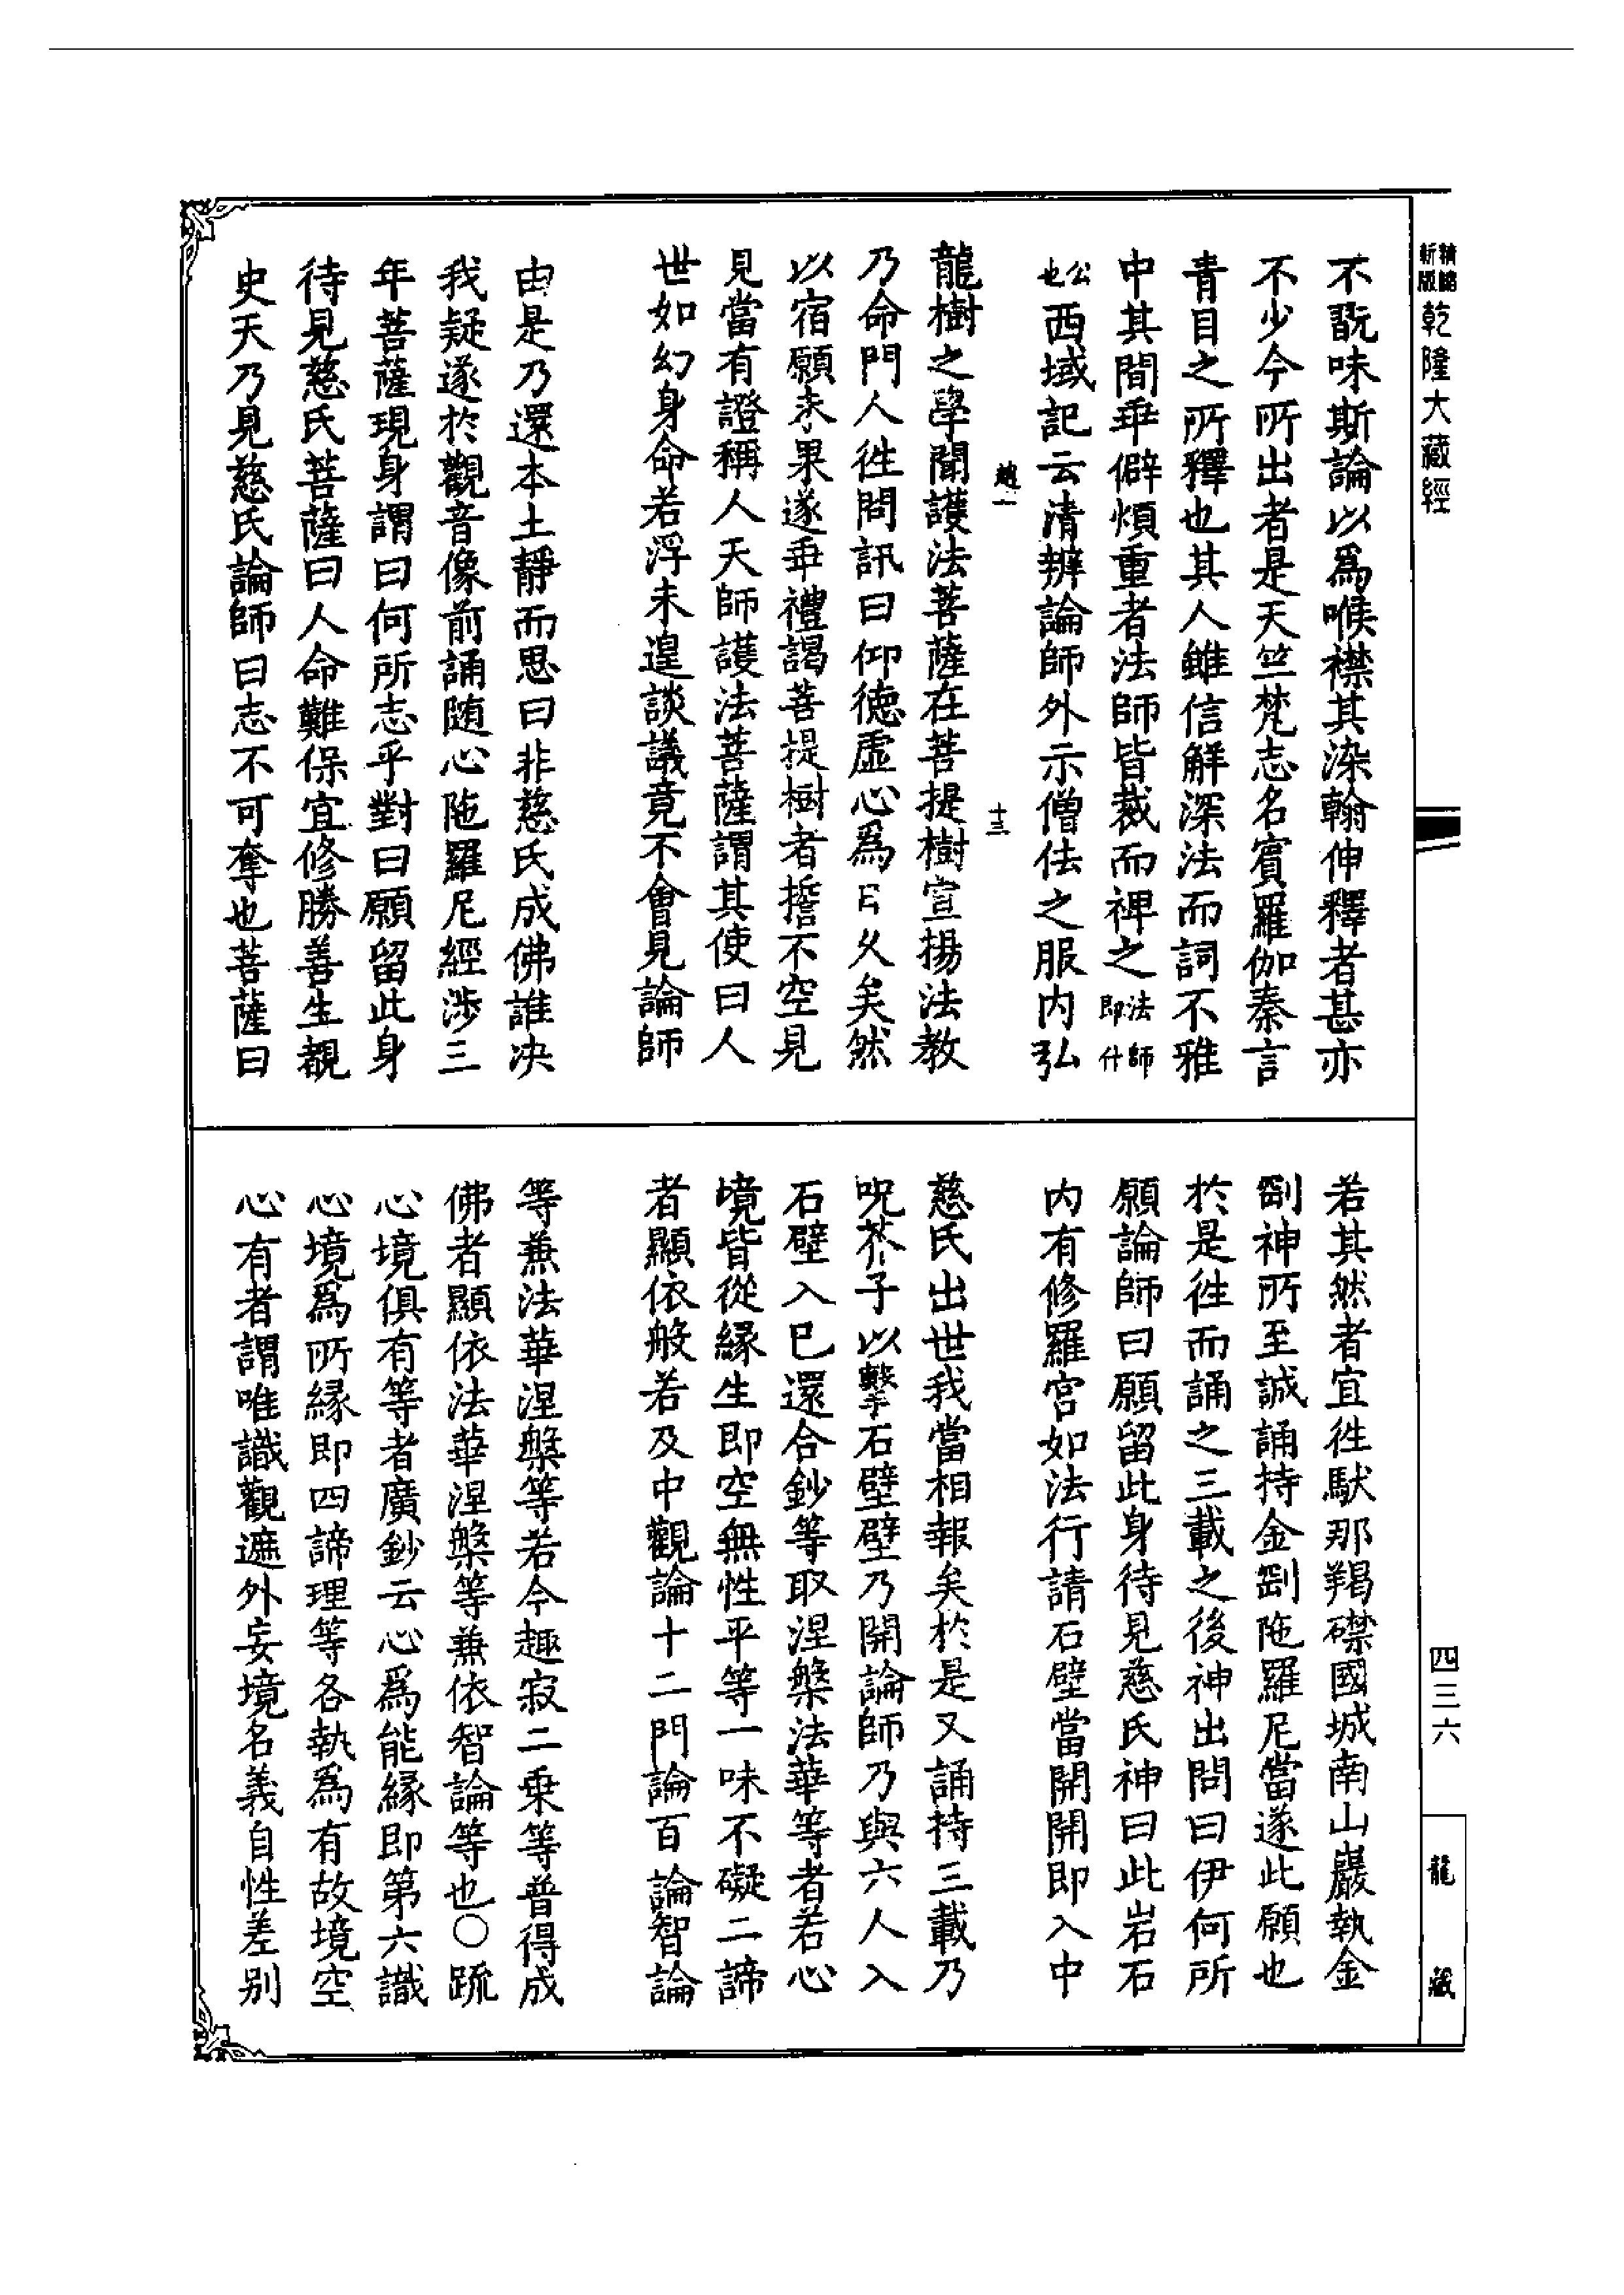 精縮新版 乾隆大藏經
不翫味斯論以爲喉襟其染翰伸釋者甚亦
不少今所出者是天竺梵志名賓羅伽秦言
青目之所釋也其人雖信解深法而詞不雅
中其間乖僻煩重者法師皆裁而裨之法師即什
公也西域記云清辨論師外示僧佉之服内弘
趙一 十三
龍樹之學聞護法菩薩在菩提樹宣揚法教
乃命門人徃問訊曰仰德虛心爲日久矣然
以宿願未果遂乖禮謁菩提樹者誓不空見
見當有證稱人天師護法菩薩謂其使曰人
世如幻身命若浮未遑談議竟不會見論師
由是乃還本土靜而思曰非慈氏成佛誰决
我疑遂於觀音像前誦随心陁羅尼經渉三
年菩薩現身謂曰何所志乎對曰願留此身
待見慈氏菩薩曰人命難保宜修勝善生覩
史天乃見慈氏論師曰志不可奪也菩薩曰
若其然者宜徃馱那羯磔國城南山巖執金
剛神所至誠誦持金剛陁羅尼當遂此願也
於是徃而誦之三載之後神出問曰伊何所
願論師曰願留此身待見慈氏神曰此岩石
内有修羅宮如法行請石壁當開開即入中
慈氏出世我當相報矣於是又誦持三載乃
呪芥子以擊石壁壁乃開論師乃與六人入
石壁入巳還合鈔等取涅槃法華等者若心
境皆從緣生即空無性平等一味不礙二諦
者顯依般若及中觀論十二門論百論智論
等兼法華涅槃等若今趣寂二乗等普得成
佛者顯依法華涅槃等兼依智論等也○疏
心境俱有等者廣鈔云心爲能緣即第六識
心境爲所緣即四諦理等各執爲有故境空
心有者謂唯識觀遮外妄境名義自性差别
四三六
龍藏